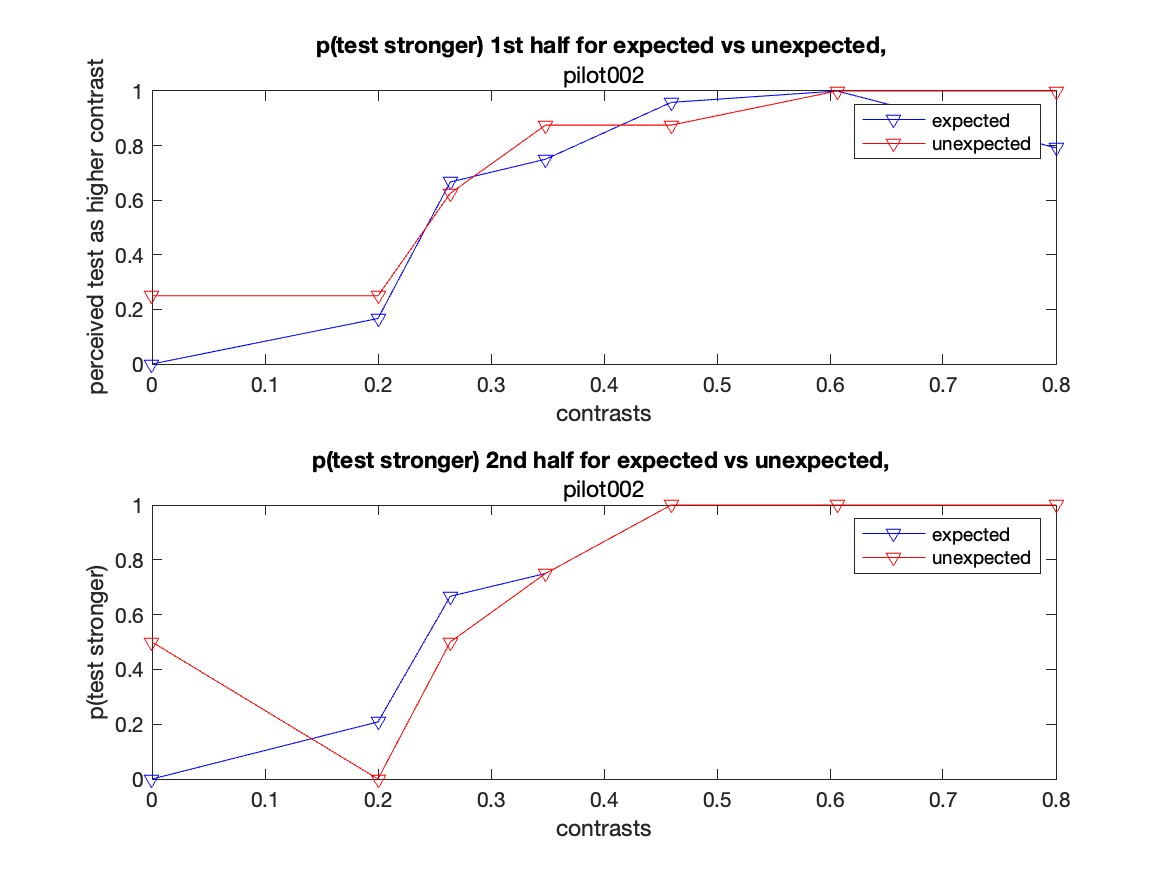 p(test stronger) 1st half for expected vs unexpected,
pilot002
perceived test as higher contrast
1
0.8
0.6
0.4
0.2
0
0 0.1 0.2 0.3 0.4 0.5 0.6 0.7 0.8
contrasts
expected
unexpected
p(test stronger) 2nd half for expected vs unexpected,
pilot002
p(test stronger)
1
0.8
0.6
0.4
0.2
0
0 0.1 0.2 0.3 0.4 0.5 0.6 0.7 0.8
contrasts
expected
unexpected